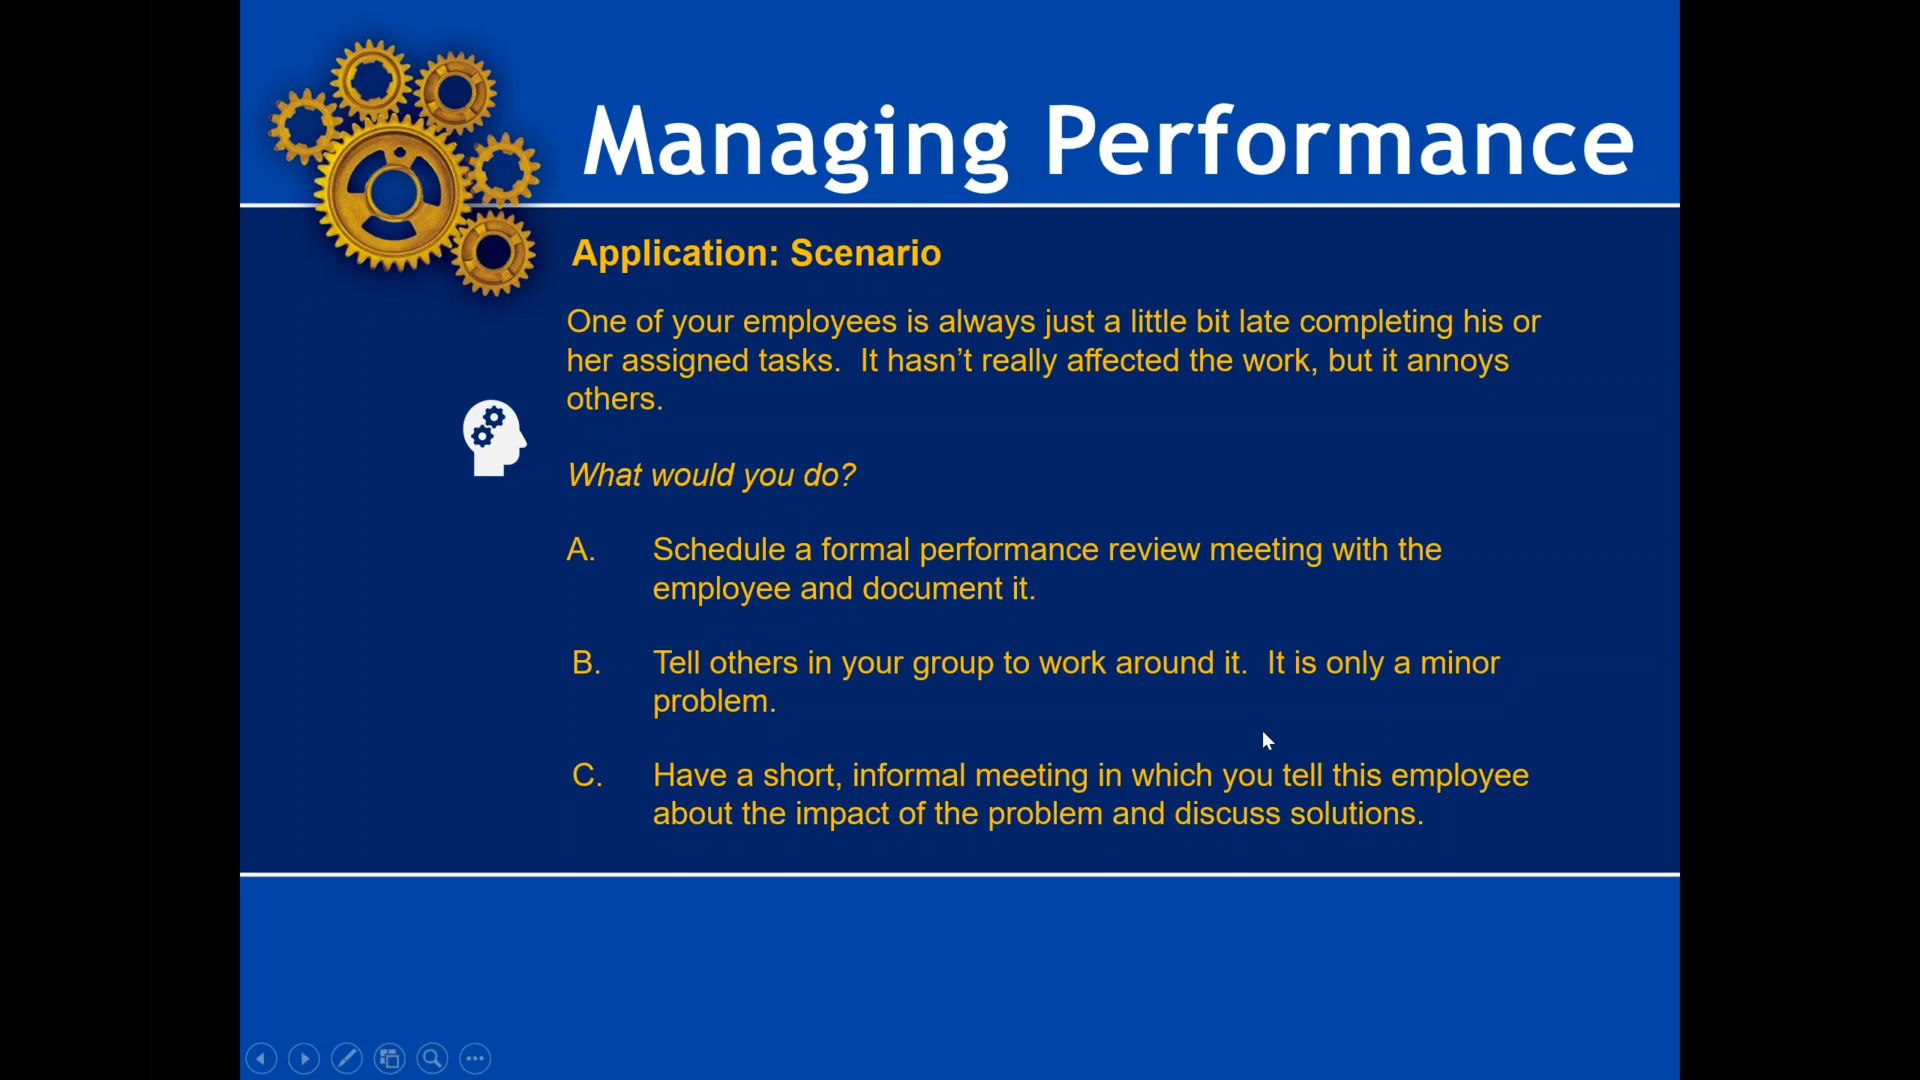 Managing Performance
Application: Scenario
One of your employees is always just a little bit late completing his or
her assigned tasks.  It hasn’t really affected the work, but it annoys
others.
What would you do?
A. Schedule a formal performance review meeting with the
employee and document it.
B. Tell others in your group to work around it.  It is only a minor
problem.
C. Have a short, informal meeting in which you tell this employee
about the impact of the problem and discuss solutions.